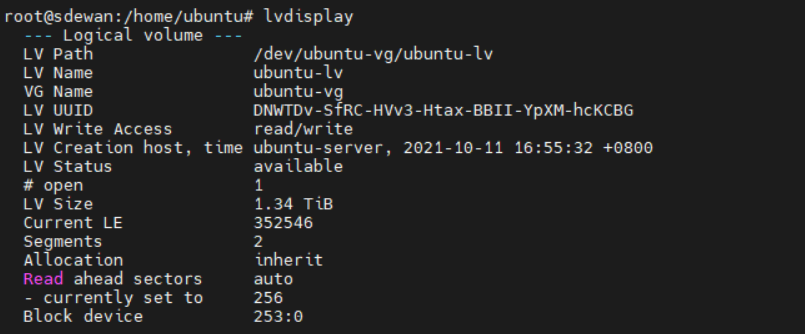 root@sdewan:/home/ubuntu# lvdisplay
--- Logical volume ---
LV Path                /dev/ubuntu-vg/ubuntu-lv
LV Name                ubuntu-lv
VG Name                ubuntu-vg
LV UUID                DNWTDv-SfRC-HVv3-Htax-BBII-YpXM-hcKCBG
LV Write Access        read/write
LV Creation host, time ubuntu-server, 2021-10-11 16:55:32 +0800
LV Status              available
# open                 1
LV Size                1.34 TiB
Current LE             352546
Segments               2
Allocation             inherit
Read ahead sectors     auto
- currently set to     256
Block device           253:0